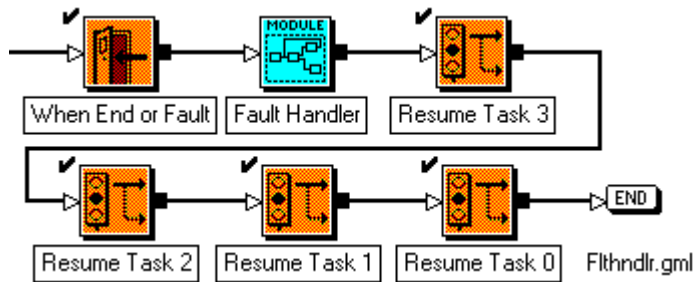 MODULE
When End or Fault
Fault Handler
Resume Task 3
END
Resume Task 2
Resume Task 1
Resume Task 0
Flthndlr.gml